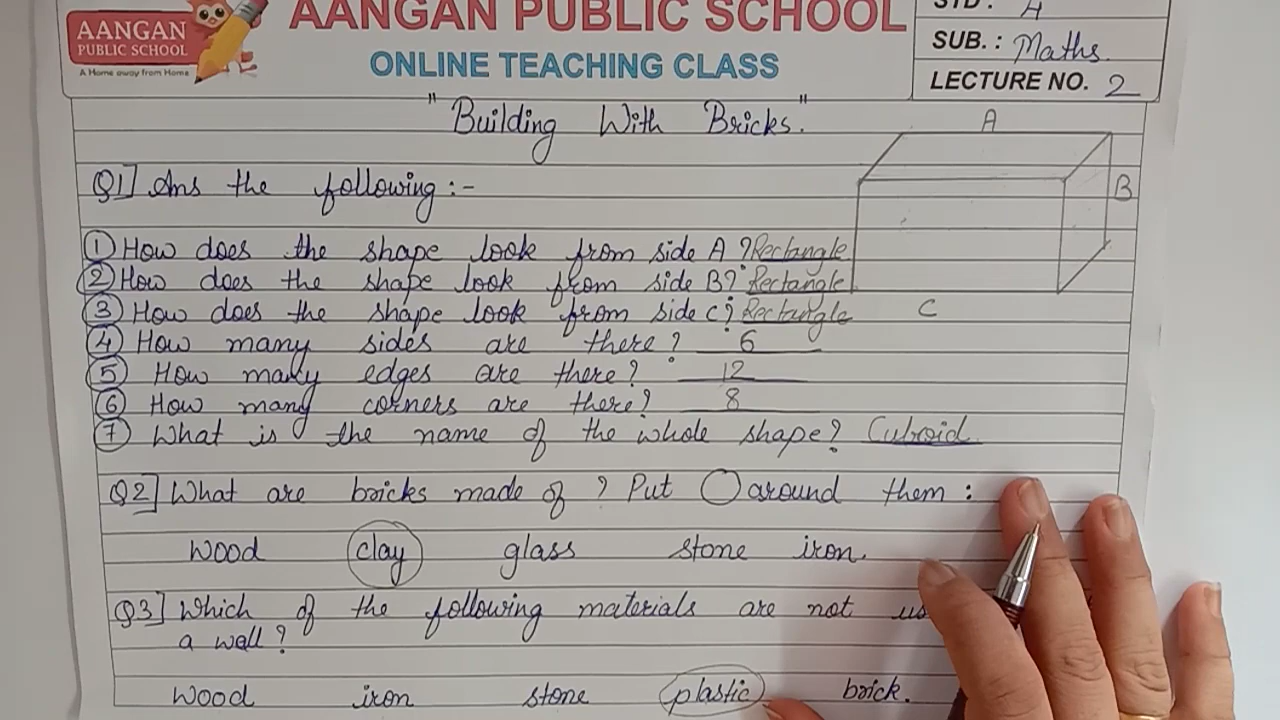 AANGAN
PUBLIC SCHOOL
A Home away from Home
AANGAN PUBLIC SCHOOL
ONLINE TEACHING CLASS
STD : 4
SUB. : Maths.
LECTURE NO. 2
"Building With Bricks."
A
B
C
Q1] Ans the following :-
1 How does the shape look from side A ? Rectangle
2 How does the shape look from side B? Rectangle
3 How does the shape look from side C? Rectangle
4 How many sides are there ? 6
5 How many edges are there ? 12
6 How many corners are there? 8
7 What is the name of the whole shape? Cuboid
Q2] What are bricks made of ? Put around them :
wood clay glass stone iron.
Q3] Which of the following materials are not
a wall ?
wood iron stone plastic brick.